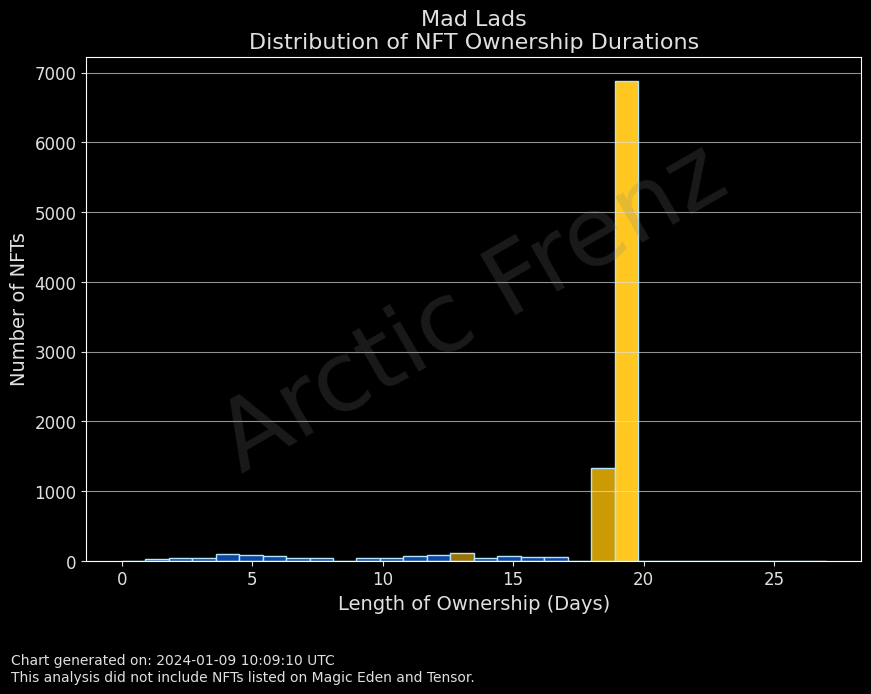 Mad Lads
Distribution of NFT Ownership Durations
7000
6000
5000
4000
3000
2000
1000
0
Number of NFTs
Arctic Frenz
0 5 10 15 20 25
Length of Ownership (Days)
Chart generated on: 2024-01-09 10:09:10 UTC
This analysis did not include NFTs listed on Magic Eden and Tensor.